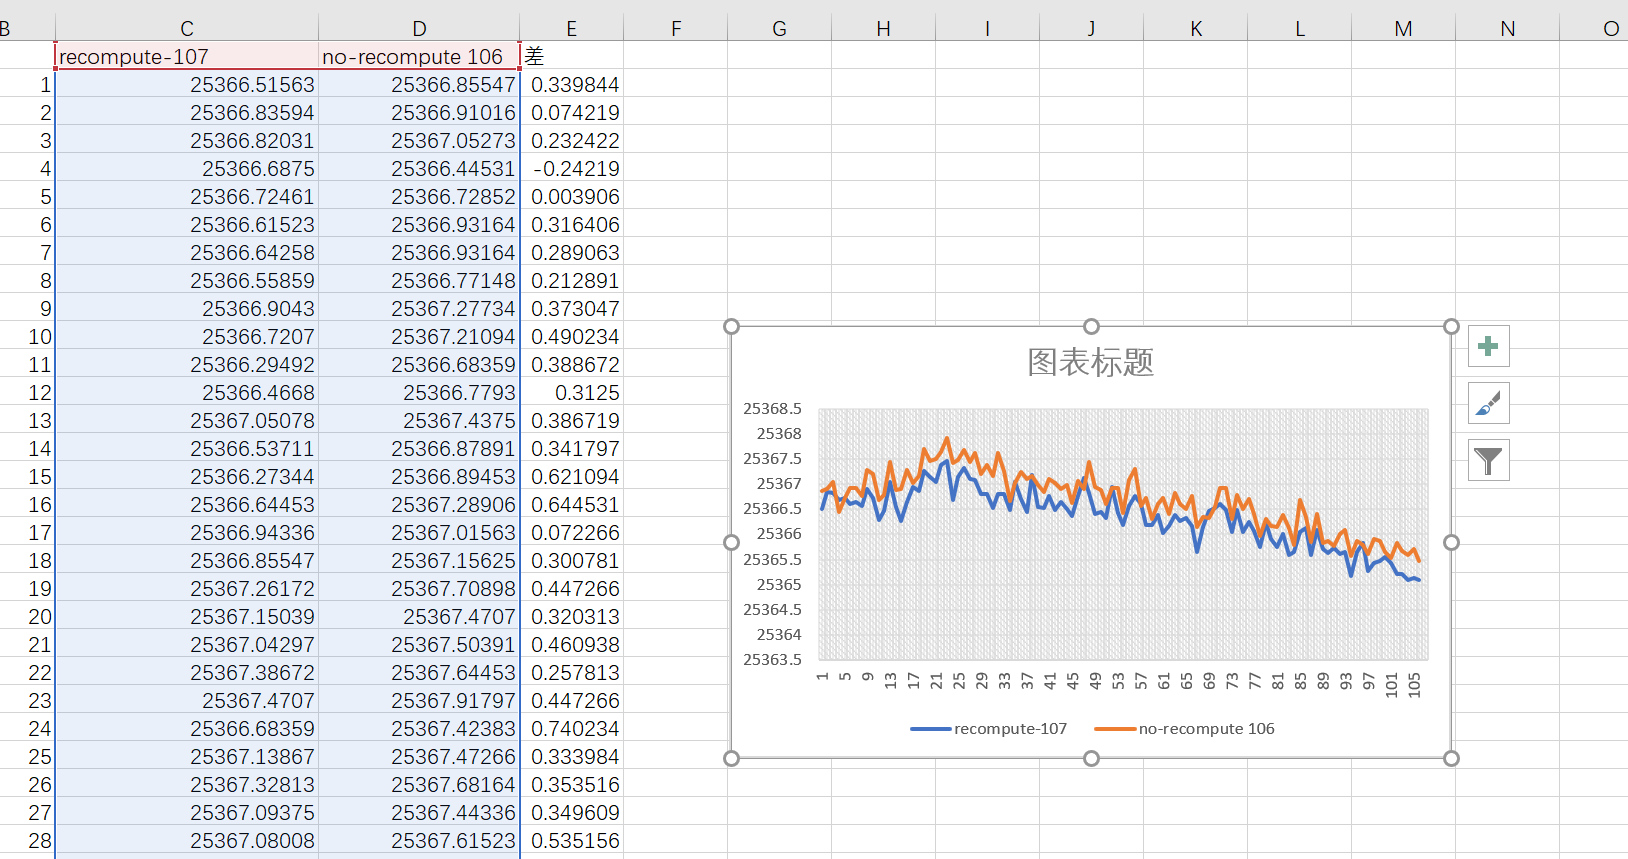 B C D E F G H I J K L M N O
recompute-107 no-recompute 106 差
1 25366.51563 25366.85547 0.339844
2 25366.83594 25366.91016 0.074219
3 25366.82031 25367.05273 0.232422
4 25366.6875 25366.44531 -0.24219
5 25366.72461 25366.72852 0.003906
6 25366.61523 25366.93164 0.316406
7 25366.64258 25366.93164 0.289063
8 25366.55859 25366.77148 0.212891
9 25366.9043 25367.27734 0.373047
10 25366.7207 25367.21094 0.490234
11 25366.29492 25366.68359 0.388672
12 25366.4668 25366.7793 0.3125
13 25367.05078 25367.4375 0.386719
14 25366.53711 25366.87891 0.341797
15 25366.27344 25366.89453 0.621094
16 25366.64453 25367.28906 0.644531
17 25366.94336 25367.01563 0.072266
18 25366.85547 25367.15625 0.300781
19 25367.26172 25367.70898 0.447266
20 25367.15039 25367.4707 0.320313
21 25367.04297 25367.50391 0.460938
22 25367.38672 25367.64453 0.257813
23 25367.4707 25367.91797 0.447266
24 25366.68359 25367.42383 0.740234
25 25367.13867 25367.47266 0.333984
26 25367.32813 25367.68164 0.353516
27 25367.09375 25367.44336 0.349609
28 25367.08008 25367.61523 0.535156
图表标题
25368.5
25368
25367.5
25367
25366.5
25366
25365.5
25365
25364.5
25364
25363.5
1 5 9 13 17 21 25 29 33 37 41 45 49 53 57 61 65 69 73 77 81 85 89 93 97 101 105
recompute-107 no-recompute 106